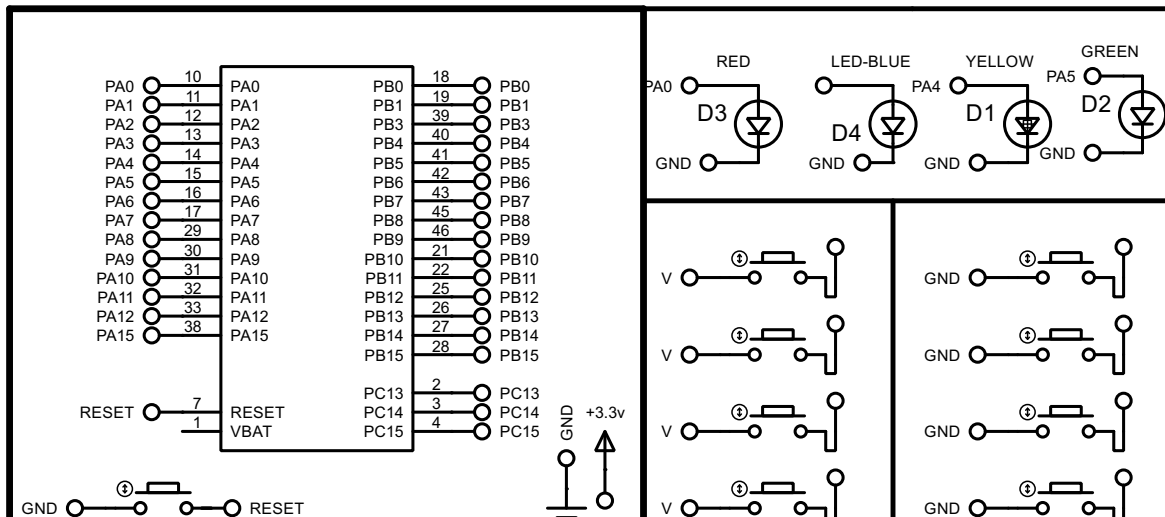 RED LED-BLUE YELLOW GREEN
PA0 PA4 PA5
D3 D4 D1 D2
GND GND GND GND
PA0 10 PA0 PB0 18 PB0
PA1 11 PA1 PB1 19 PB1
PA2 12 PA2 PB3 39 PB3
PA3 13 PA3 PB4 40 PB4
PA4 14 PA4 PB5 41 PB5
PA5 15 PA5 PB6 42 PB6
PA6 16 PA6 PB7 43 PB7
PA7 17 PA7 PB8 45 PB8
PA8 29 PA8 PB9 46 PB9
PA9 30 PA9 PB10 21 PB10
PA10 31 PA10 PB11 22 PB11
PA11 32 PA11 PB12 25 PB12
PA12 33 PA12 PB13 26 PB13
PA15 38 PA15 PB14 27 PB14
PB15 28 PB15
PC13 2 PC13
RESET 7 RESET PC14 3 PC14
1 VBAT PC15 4 PC15
GND +3.3v
GND RESET
V GND
V GND
V GND
V GND